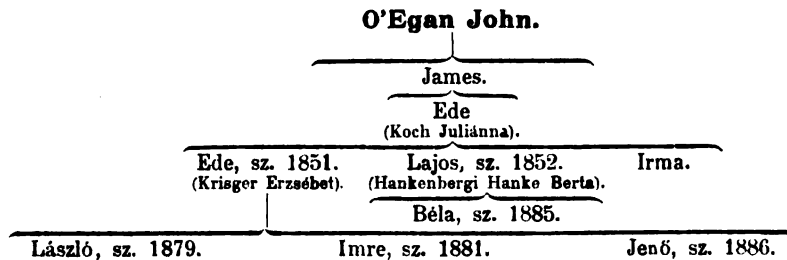 O'Egan John.
James.
Ede
(Koch Juliánna).
Ede, sz. 1851. Lajos, sz. 1852. Irma.
(Krisger Erzsébet). (Hankenbergi Hanke Berta).
Béla, sz. 1885.
László, sz. 1879. Imre, sz. 1881. Jenő, sz. 1886.